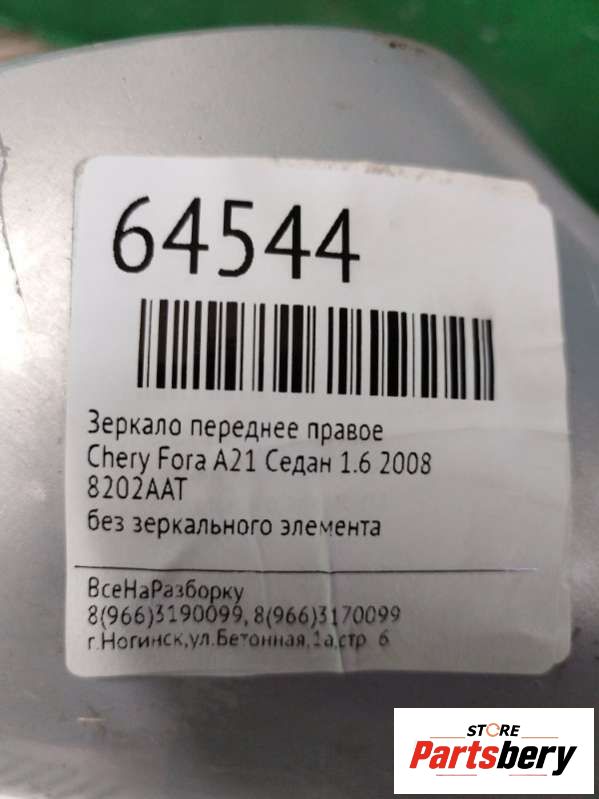 64544
Зеркало переднее правое
Chery Fora A21 Седан 1.6 2008
8202AAT
без зеркального элемента
ВсеНаРазборку
8(966)3190099, 8(966)3170099
г.Ногинск,ул.Бетонная,1а,стр 6
STORE
Partsbery